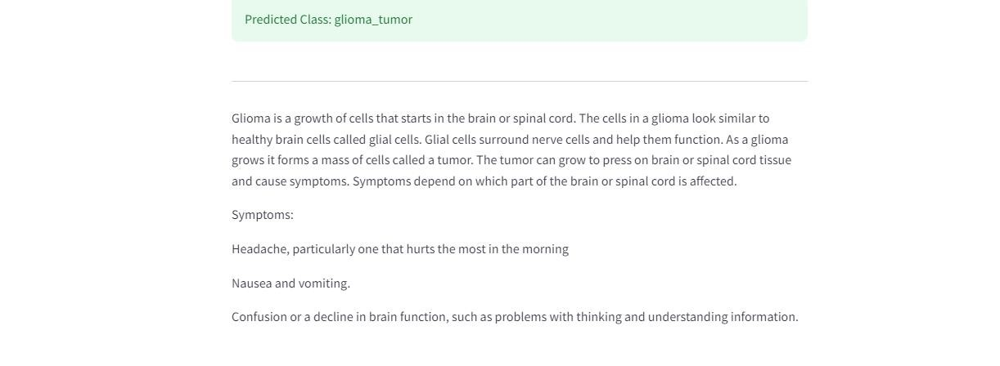 Predicted Class: glioma_tumor
Glioma is a growth of cells that starts in the brain or spinal cord. The cells in a glioma look similar to
healthy brain cells called glial cells. Glial cells surround nerve cells and help them function. As a glioma
grows it forms a mass of cells called a tumor. The tumor can grow to press on brain or spinal cord tissue
and cause symptoms. Symptoms depend on which part of the brain or spinal cord is affected.
Symptoms:
Headache, particularly one that hurts the most in the morning
Nausea and vomiting.
Confusion or a decline in brain function, such as problems with thinking and understanding information.